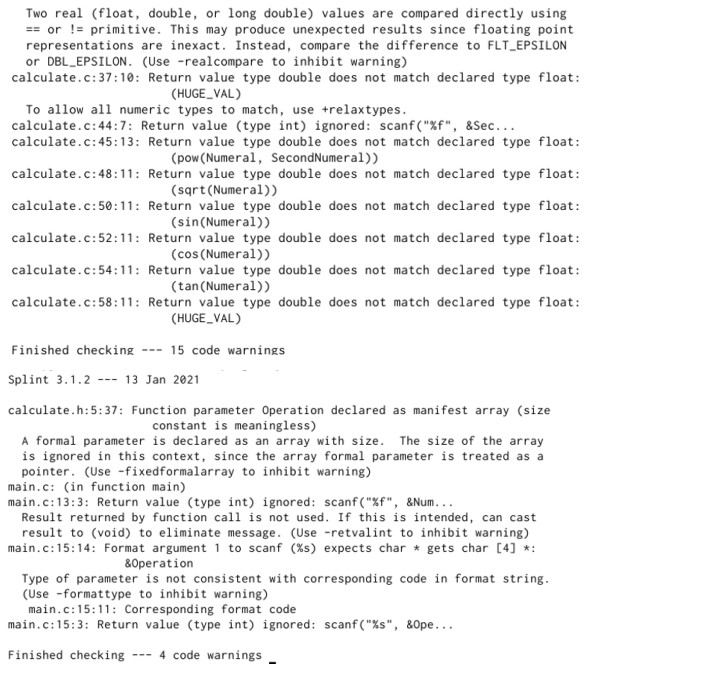 Two real (float, double, or long double) values are compared directly using
== or != primitive. This may produce unexpected results since floating point
representations are inexact. Instead, compare the difference to FLT_EPSILON
or DBL_EPSILON. (Use -realcompare to inhibit warning)
calculate.c:37:10: Return value type double does not match declared type float:
(HUGE_VAL)
To allow all numeric types to match, use +relaxtypes.
calculate.c:44:7: Return value (type int) ignored: scanf("%f", &Sec...
calculate.c:45:13: Return value type double does not match declared type float:
(pow(Numeral, SecondNumeral))
calculate.c:48:11: Return value type double does not match declared type float:
(sqrt(Numeral))
calculate.c:50:11: Return value type double does not match declared type float:
(sin(Numeral))
calculate.c:52:11: Return value type double does not match declared type float:
(cos(Numeral))
calculate.c:54:11: Return value type double does not match declared type float:
(tan(Numeral))
calculate.c:58:11: Return value type double does not match declared type float:
(HUGE_VAL)
Finished checking --- 15 code warnings
Splint 3.1.2 --- 13 Jan 2021
calculate.h:5:37: Function parameter Operation declared as manifest array (size
constant is meaningless)
A formal parameter is declared as an array with size.  The size of the array
is ignored in this context, since the array formal parameter is treated as a
pointer. (Use -fixedformalarray to inhibit warning)
main.c: (in function main)
main.c:13:3: Return value (type int) ignored: scanf("%f", &Num...
Result returned by function call is not used. If this is intended, can cast
result to (void) to eliminate message. (Use -retvalint to inhibit warning)
main.c:15:14: Format argument 1 to scanf (%s) expects char * gets char [4] *:
&Operation
Type of parameter is not consistent with corresponding code in format string.
(Use -formattype to inhibit warning)
main.c:15:11: Corresponding format code
main.c:15:3: Return value (type int) ignored: scanf("%s", &Ope...
Finished checking --- 4 code warnings